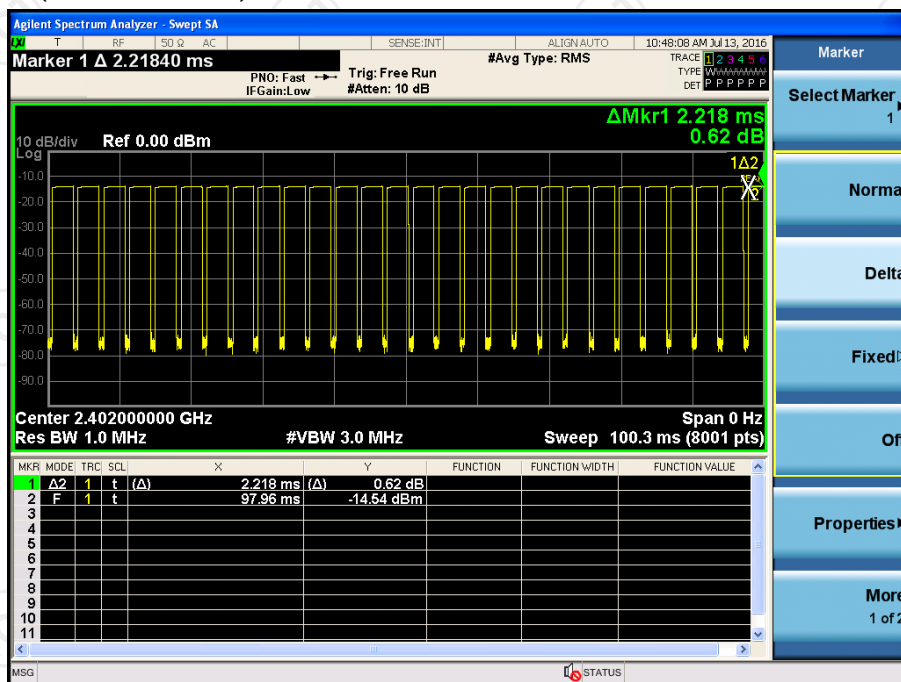 Agilent Spectrum Analyzer - Swept SA
LXI T RF 50 Ω AC SENSE:INT ALIGN AUTO 10:48:08 AM Jul 13, 2016
Marker 1 Δ 2.21840 ms
PNO: Fast
IFGain:Low
Trig: Free Run
#Atten: 10 dB
#Avg Type: RMS
TRACE 1 2 3 4 5 6
TYPE W
DET P P P P P P
ΔMkr1 2.218 ms
0.62 dB
10 dB/div Ref 0.00 dBm
Log
1Δ2
-10.0
-20.0
-30.0
-40.0
-50.0
-60.0
-70.0
-80.0
-90.0
Center 2.402000000 GHz Span 0 Hz
Res BW 1.0 MHz #VBW 3.0 MHz Sweep 100.3 ms (8001 pts)
MKR MODE TRC SCL X Y FUNCTION FUNCTION WIDTH FUNCTION VALUE
1 Δ2 1 t (Δ) 2.218 ms (Δ) 0.62 dB
2 F 1 t 97.96 ms -14.54 dBm
3
4
5
6
7
8
9
10
11
MSG STATUS
Marker
Select Marker
1
Norma
Delta
Fixed
Of
Properties
More
1 of 2